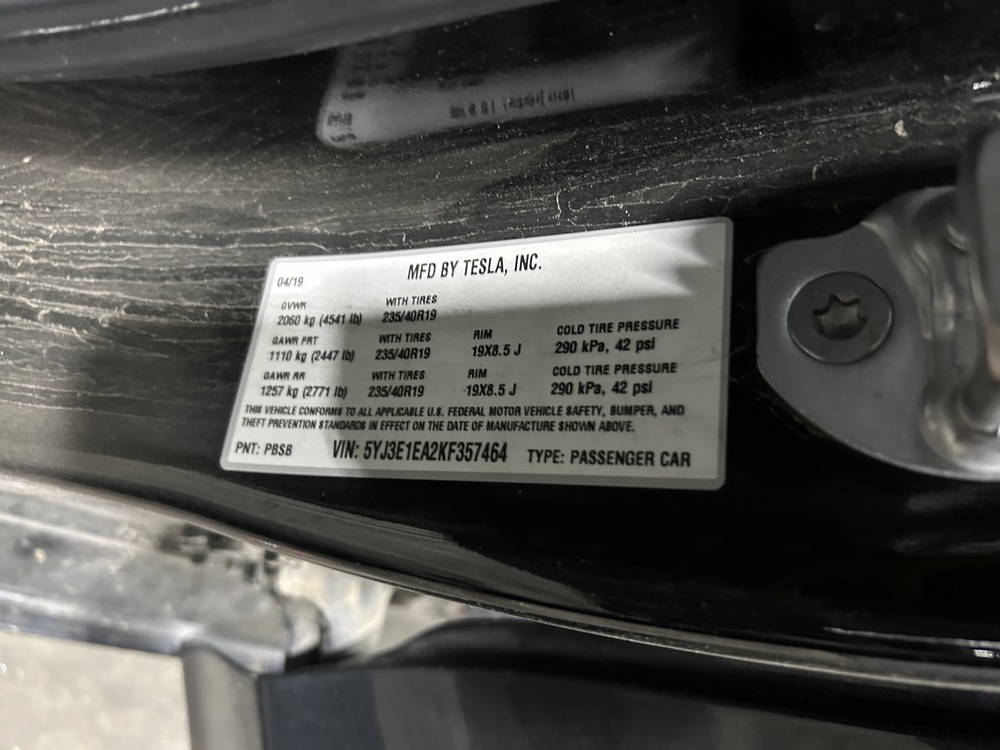 04/19
MFD BY TESLA, INC.
GVWR WITH TIRES
2060 kg (4541 lb) 235/40R19
GAWR FRT WITH TIRES RIM COLD TIRE PRESSURE
1110 kg (2447 lb) 235/40R19 19X8.5 J 290 kPa, 42 psi
GAWR RR WITH TIRES RIM COLD TIRE PRESSURE
1257 kg (2771 lb) 235/40R19 19X8.5 J 290 kPa, 42 psi
THIS VEHICLE CONFORMS TO ALL APPLICABLE U.S. FEDERAL MOTOR VEHICLE SAFETY, BUMPER, AND
THEFT PREVENTION STANDARDS IN EFFECT ON THE DATE OF MANUFACTURE SHOWN ABOVE.
PNT: PBSB VIN: 5YJ3E1EA2KF357464 TYPE: PASSENGER CAR